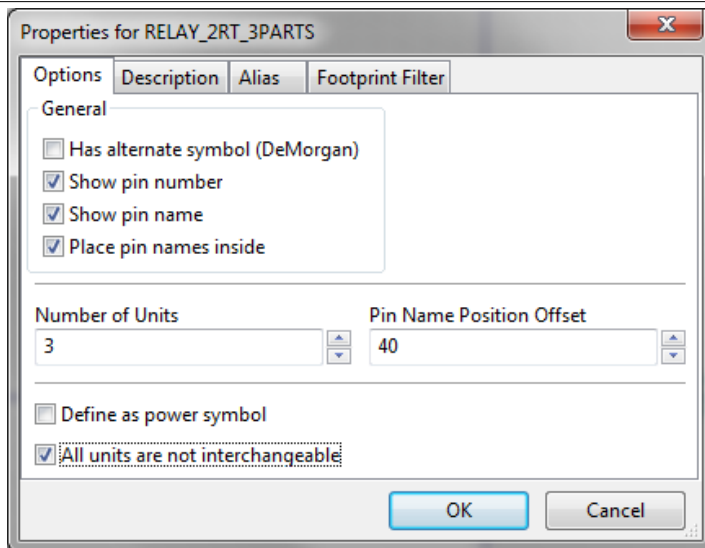 Properties for RELAY_2RT_3PARTS
Options Description Alias Footprint Filter
General
Has alternate symbol (DeMorgan)
Show pin number
Show pin name
Place pin names inside
Number of Units Pin Name Position Offset
3 40
Define as power symbol
All units are not interchangeable
OK Cancel